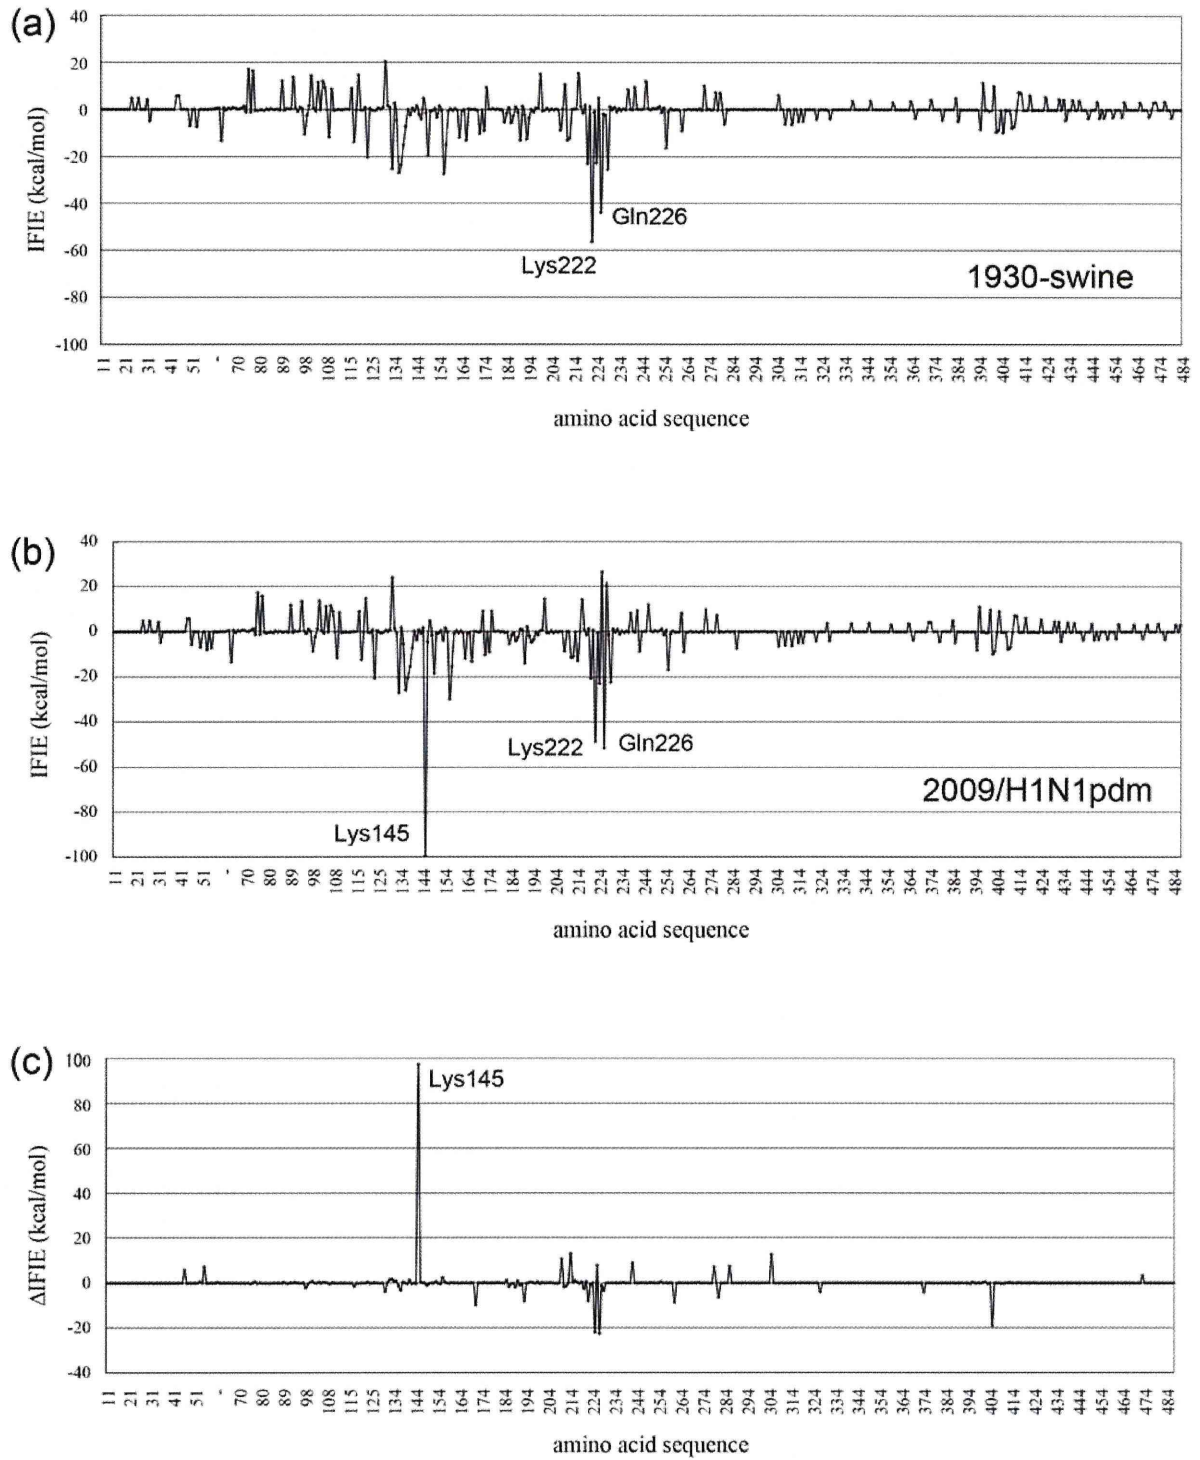 (a)
40
20
0
-20
-40
-60
-80
-100
IFIE (kcal/mol)
Gln226
Lys222
1930-swine
11 21 31 41 51 - 70 80 89 98 108 115 125 134 144 154 164 174 184 194 204 214 224 234 244 254 264 274 284 294 304 314 324 334 344 354 364 374 384 394 404 414 424 434 444 454 464 474 484
amino acid sequence
(b)
40
20
0
-20
-40
-60
-80
-100
IFIE (kcal/mol)
Lys222 Gln226
2009/H1N1pdm
Lys145
11 21 31 41 51 - 70 80 89 98 108 115 125 134 144 154 164 174 184 194 204 214 224 234 244 254 264 274 284 294 304 314 324 334 344 354 364 374 384 394 404 414 424 434 444 454 464 474 484
amino acid sequence
(c)
100
80
60
40
20
0
-20
-40
ΔIFIE (kcal/mol)
Lys145
11 21 31 41 51 - 70 80 89 98 108 115 125 134 144 154 164 174 184 194 204 214 224 234 244 254 264 274 284 294 304 314 324 334 344 354 364 374 384 394 404 414 424 434 444 454 464 474 484
amino acid sequence